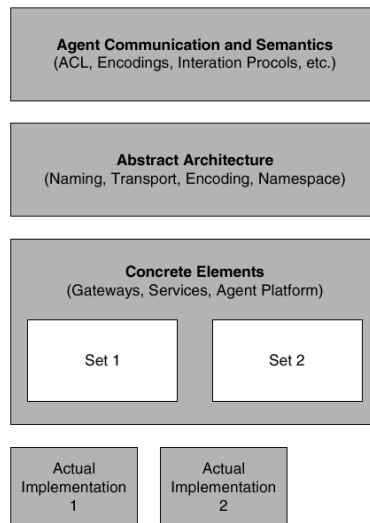 Agent Communication and Semantics
(ACL, Encodings, Interation Procols, etc.)
Abstract Architecture
(Naming, Transport, Encoding, Namespace)
Concrete Elements
(Gateways, Services, Agent Platform)
Set 1
Set 2
Actual
Implementation
1
Actual
Implementation
2